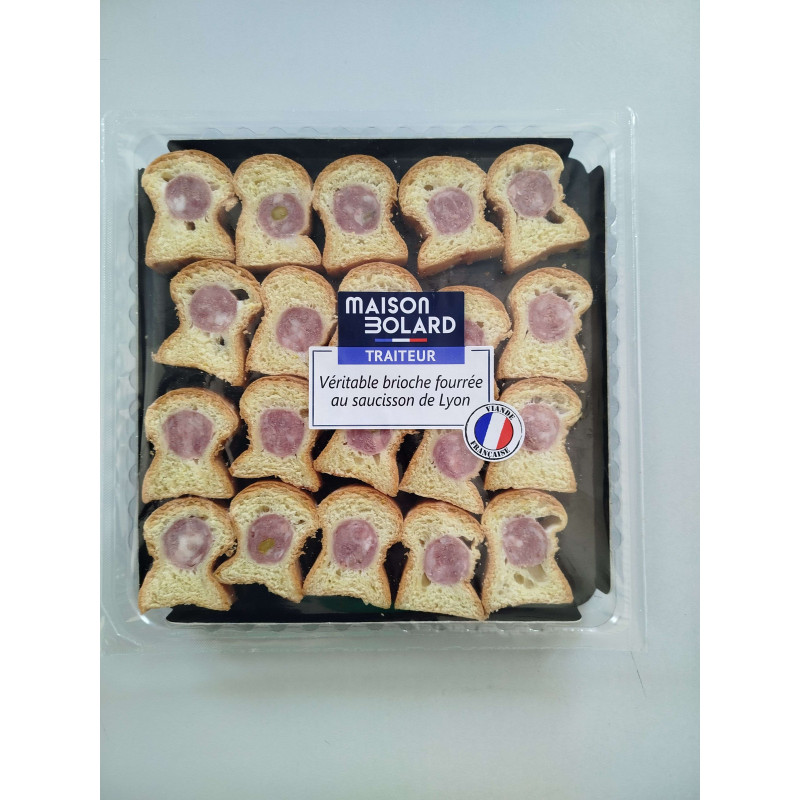 MAISON
BOLARD
TRAITEUR
Véritable brioche fourrée
au saucisson de Lyon
VIANDE
FRANÇAISE